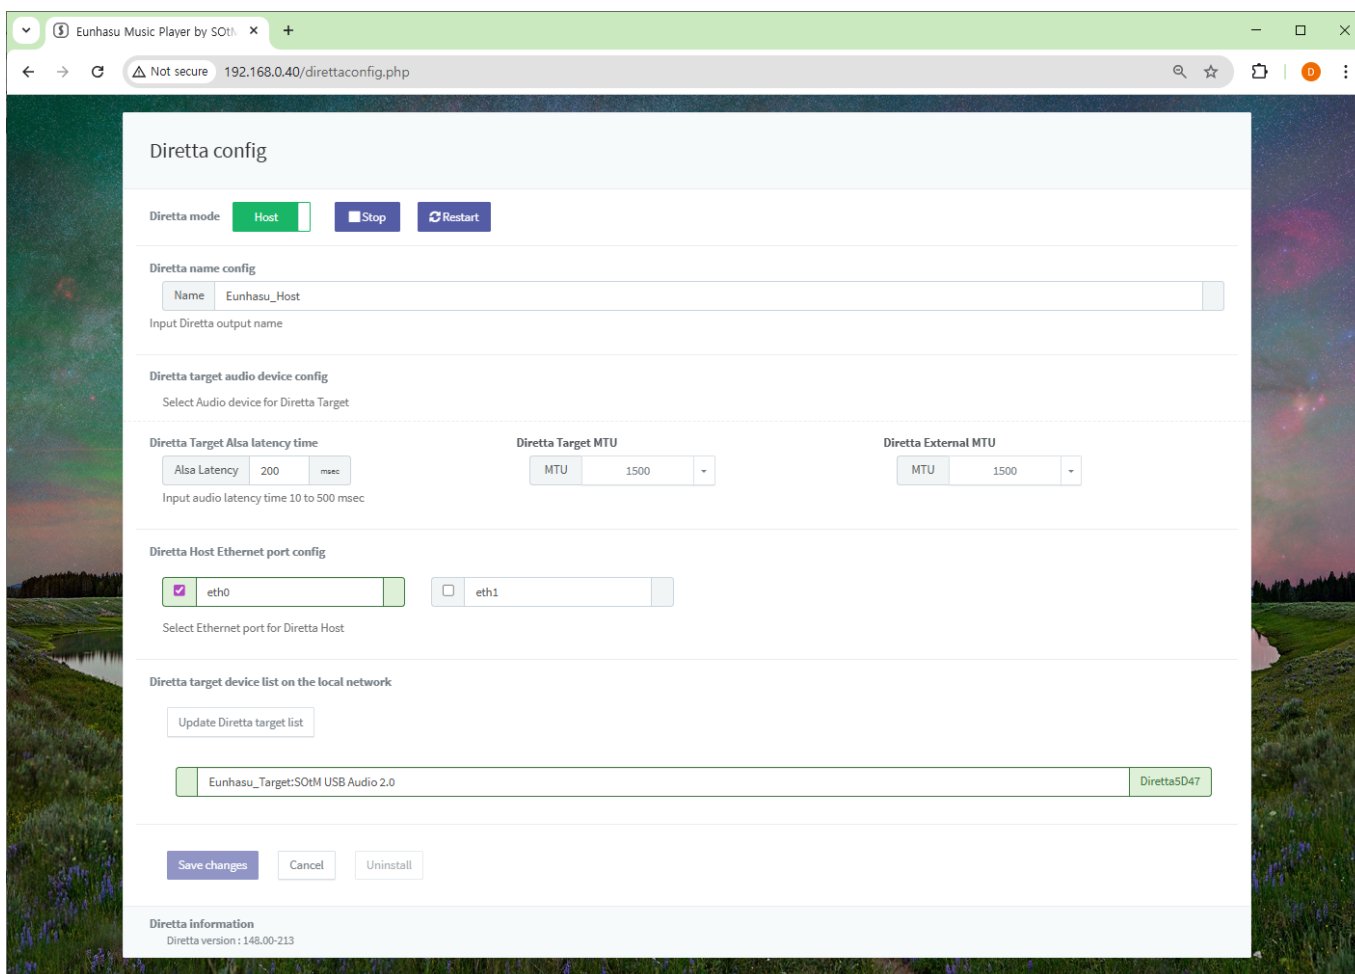 Eunhasu Music Player by SOt
Not secure 192.168.0.40/direttaconfig.php
D
Diretta config
Diretta mode Host Stop Restart
Diretta name config
Name Eunhasu_Host
Input Diretta output name
Diretta target audio device config
Select Audio device for Diretta Target
Diretta Target Alsa latency time Diretta Target MTU Diretta External MTU
Alsa Latency 200 msec MTU 1500 MTU 1500
Input audio latency time 10 to 500 msec
Diretta Host Ethernet port config
eth0 eth1
Select Ethernet port for Diretta Host
Diretta target device list on the local network
Update Diretta target list
Eunhasu_Target:SOtM USB Audio 2.0 Diretta5D47
Save changes Cancel Uninstall
Diretta information
Diretta version : 148.00-213